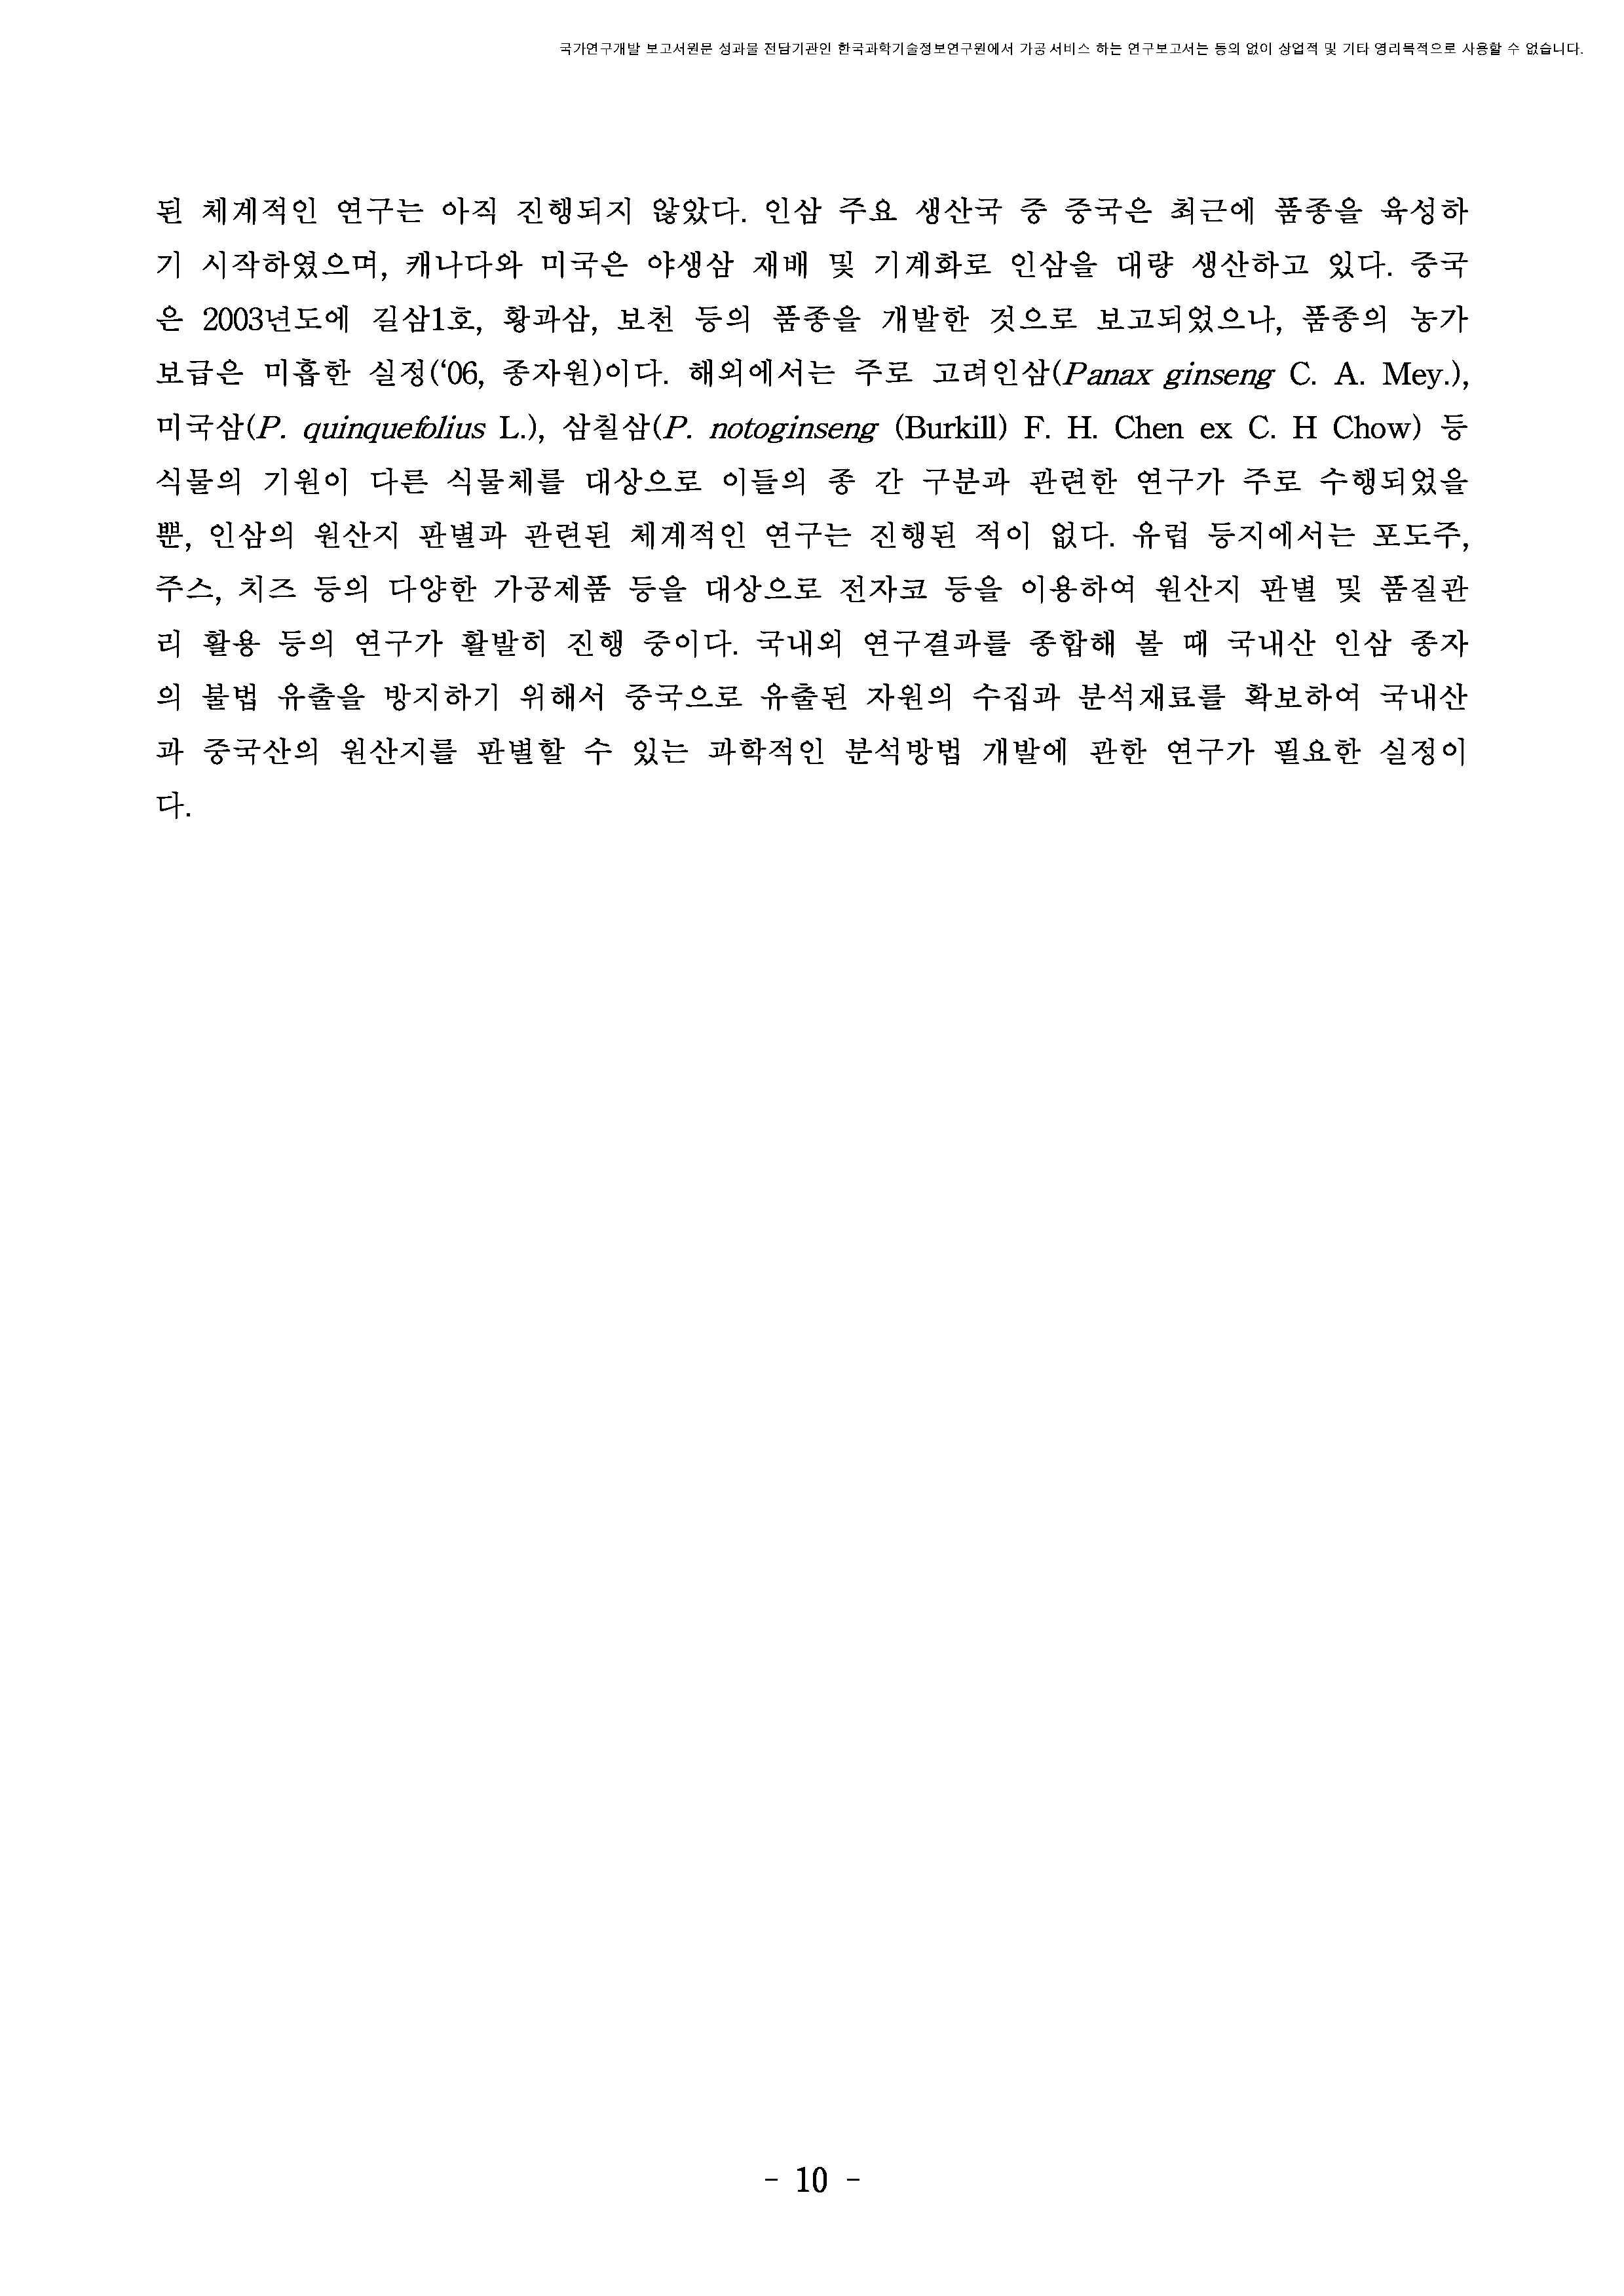 국가연구개발 보고서원문 성과물 전담기관인 한국과학기술정보연구원에서 가공·서비스 하는 연구보고서는 동의 없이 상업적 및 기타 영리목적으로 사용할 수 없습니다.
된 체계적인 연구는 아직 진행되지 않았다. 인삼 주요 생산국 중 중국은 최근에 품종을 육성하
기 시작하였으며, 캐나다와 미국은 야생삼 재배 및 기계화로 인삼을 대량 생산하고 있다. 중국
은 2003년도에 길삼1호, 황과삼, 보천 등의 품종을 개발한 것으로 보고되었으나, 품종의 농가
보급은 미흡한 실정(‘06, 종자원)이다. 해외에서는 주로 고려인삼(Panax ginseng C. A. Mey.),
미국삼(P. quinquefolius L.), 삼칠삼(P. notoginseng (Burkill) F. H. Chen ex C. H Chow) 등
식물의 기원이 다른 식물체를 대상으로 이들의 종 간 구분과 관련한 연구가 주로 수행되었을
뿐, 인삼의 원산지 판별과 관련된 체계적인 연구는 진행된 적이 없다. 유럽 등지에서는 포도주,
주스, 치즈 등의 다양한 가공제품 등을 대상으로 전자코 등을 이용하여 원산지 판별 및 품질관
리 활용 등의 연구가 활발히 진행 중이다. 국내외 연구결과를 종합해 볼 때 국내산 인삼 종자
의 불법 유출을 방지하기 위해서 중국으로 유출된 자원의 수집과 분석재료를 확보하여 국내산
과 중국산의 원산지를 판별할 수 있는 과학적인 분석방법 개발에 관한 연구가 필요한 실정이
다.
- 10 -